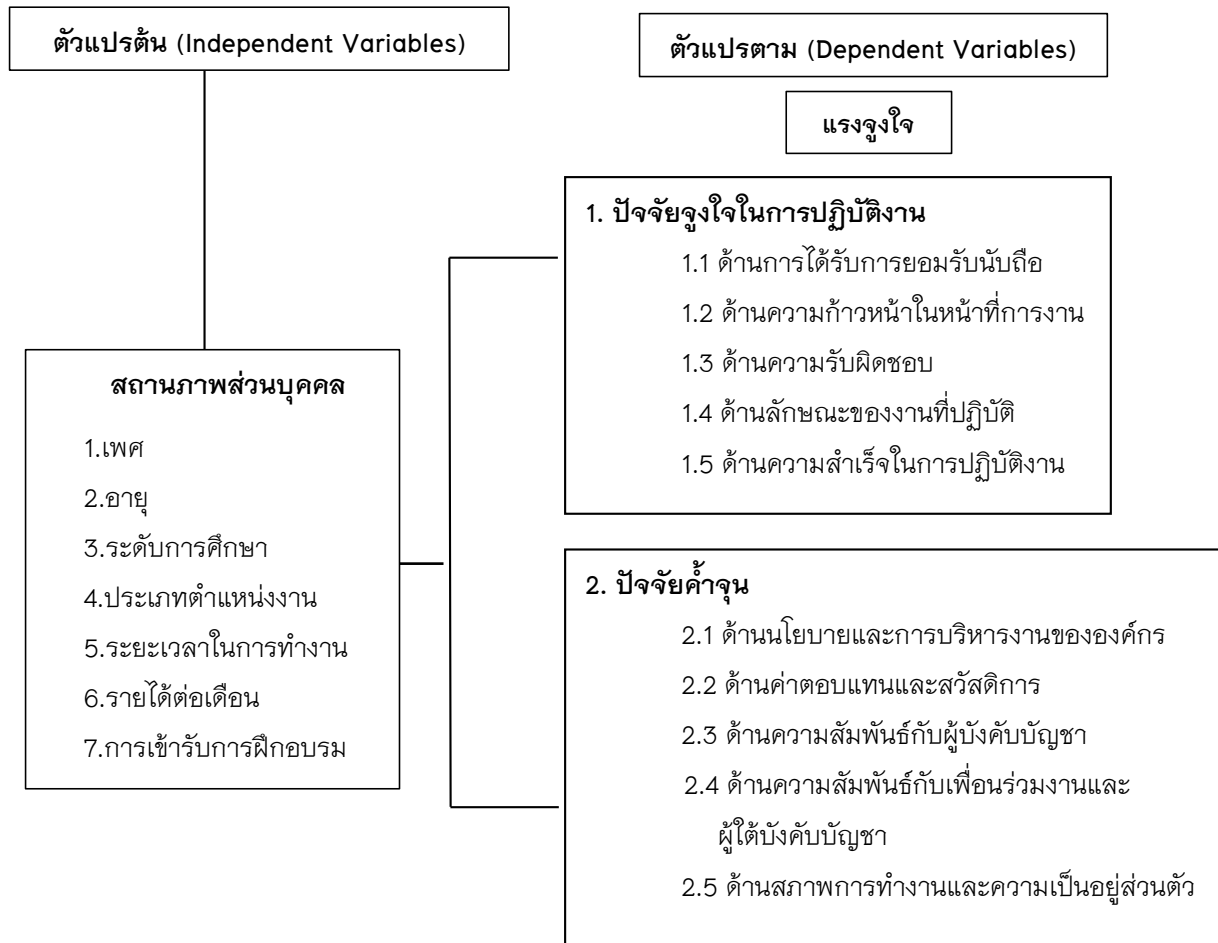 ตัวแปรต้น (Independent Variables)
ตัวแปรตาม (Dependent Variables)
แรงจูงใจ
สถานภาพส่วนบุคคล
1.เพศ
2.อายุ
3.ระดับการศึกษา
4.ประเภทตำแหน่งงาน
5.ระยะเวลาในการทำงาน
6.รายได้ต่อเดือน
7.การเข้ารับการฝึกอบรม
1. ปัจจัยจูงใจในการปฏิบัติงาน
1.1 ด้านการได้รับการยอมรับนับถือ
1.2 ด้านความก้าวหน้าในหน้าที่การงาน
1.3 ด้านความรับผิดชอบ
1.4 ด้านลักษณะของงานที่ปฏิบัติ
1.5 ด้านความสำเร็จในการปฏิบัติงาน
2. ปัจจัยค้ำจุน
2.1 ด้านนโยบายและการบริหารงานขององค์กร
2.2 ด้านค่าตอบแทนและสวัสดิการ
2.3 ด้านความสัมพันธ์กับผู้บังคับบัญชา
2.4 ด้านความสัมพันธ์กับเพื่อนร่วมงานและ
ผู้ใต้บังคับบัญชา
2.5 ด้านสภาพการทำงานและความเป็นอยู่ส่วนตัว